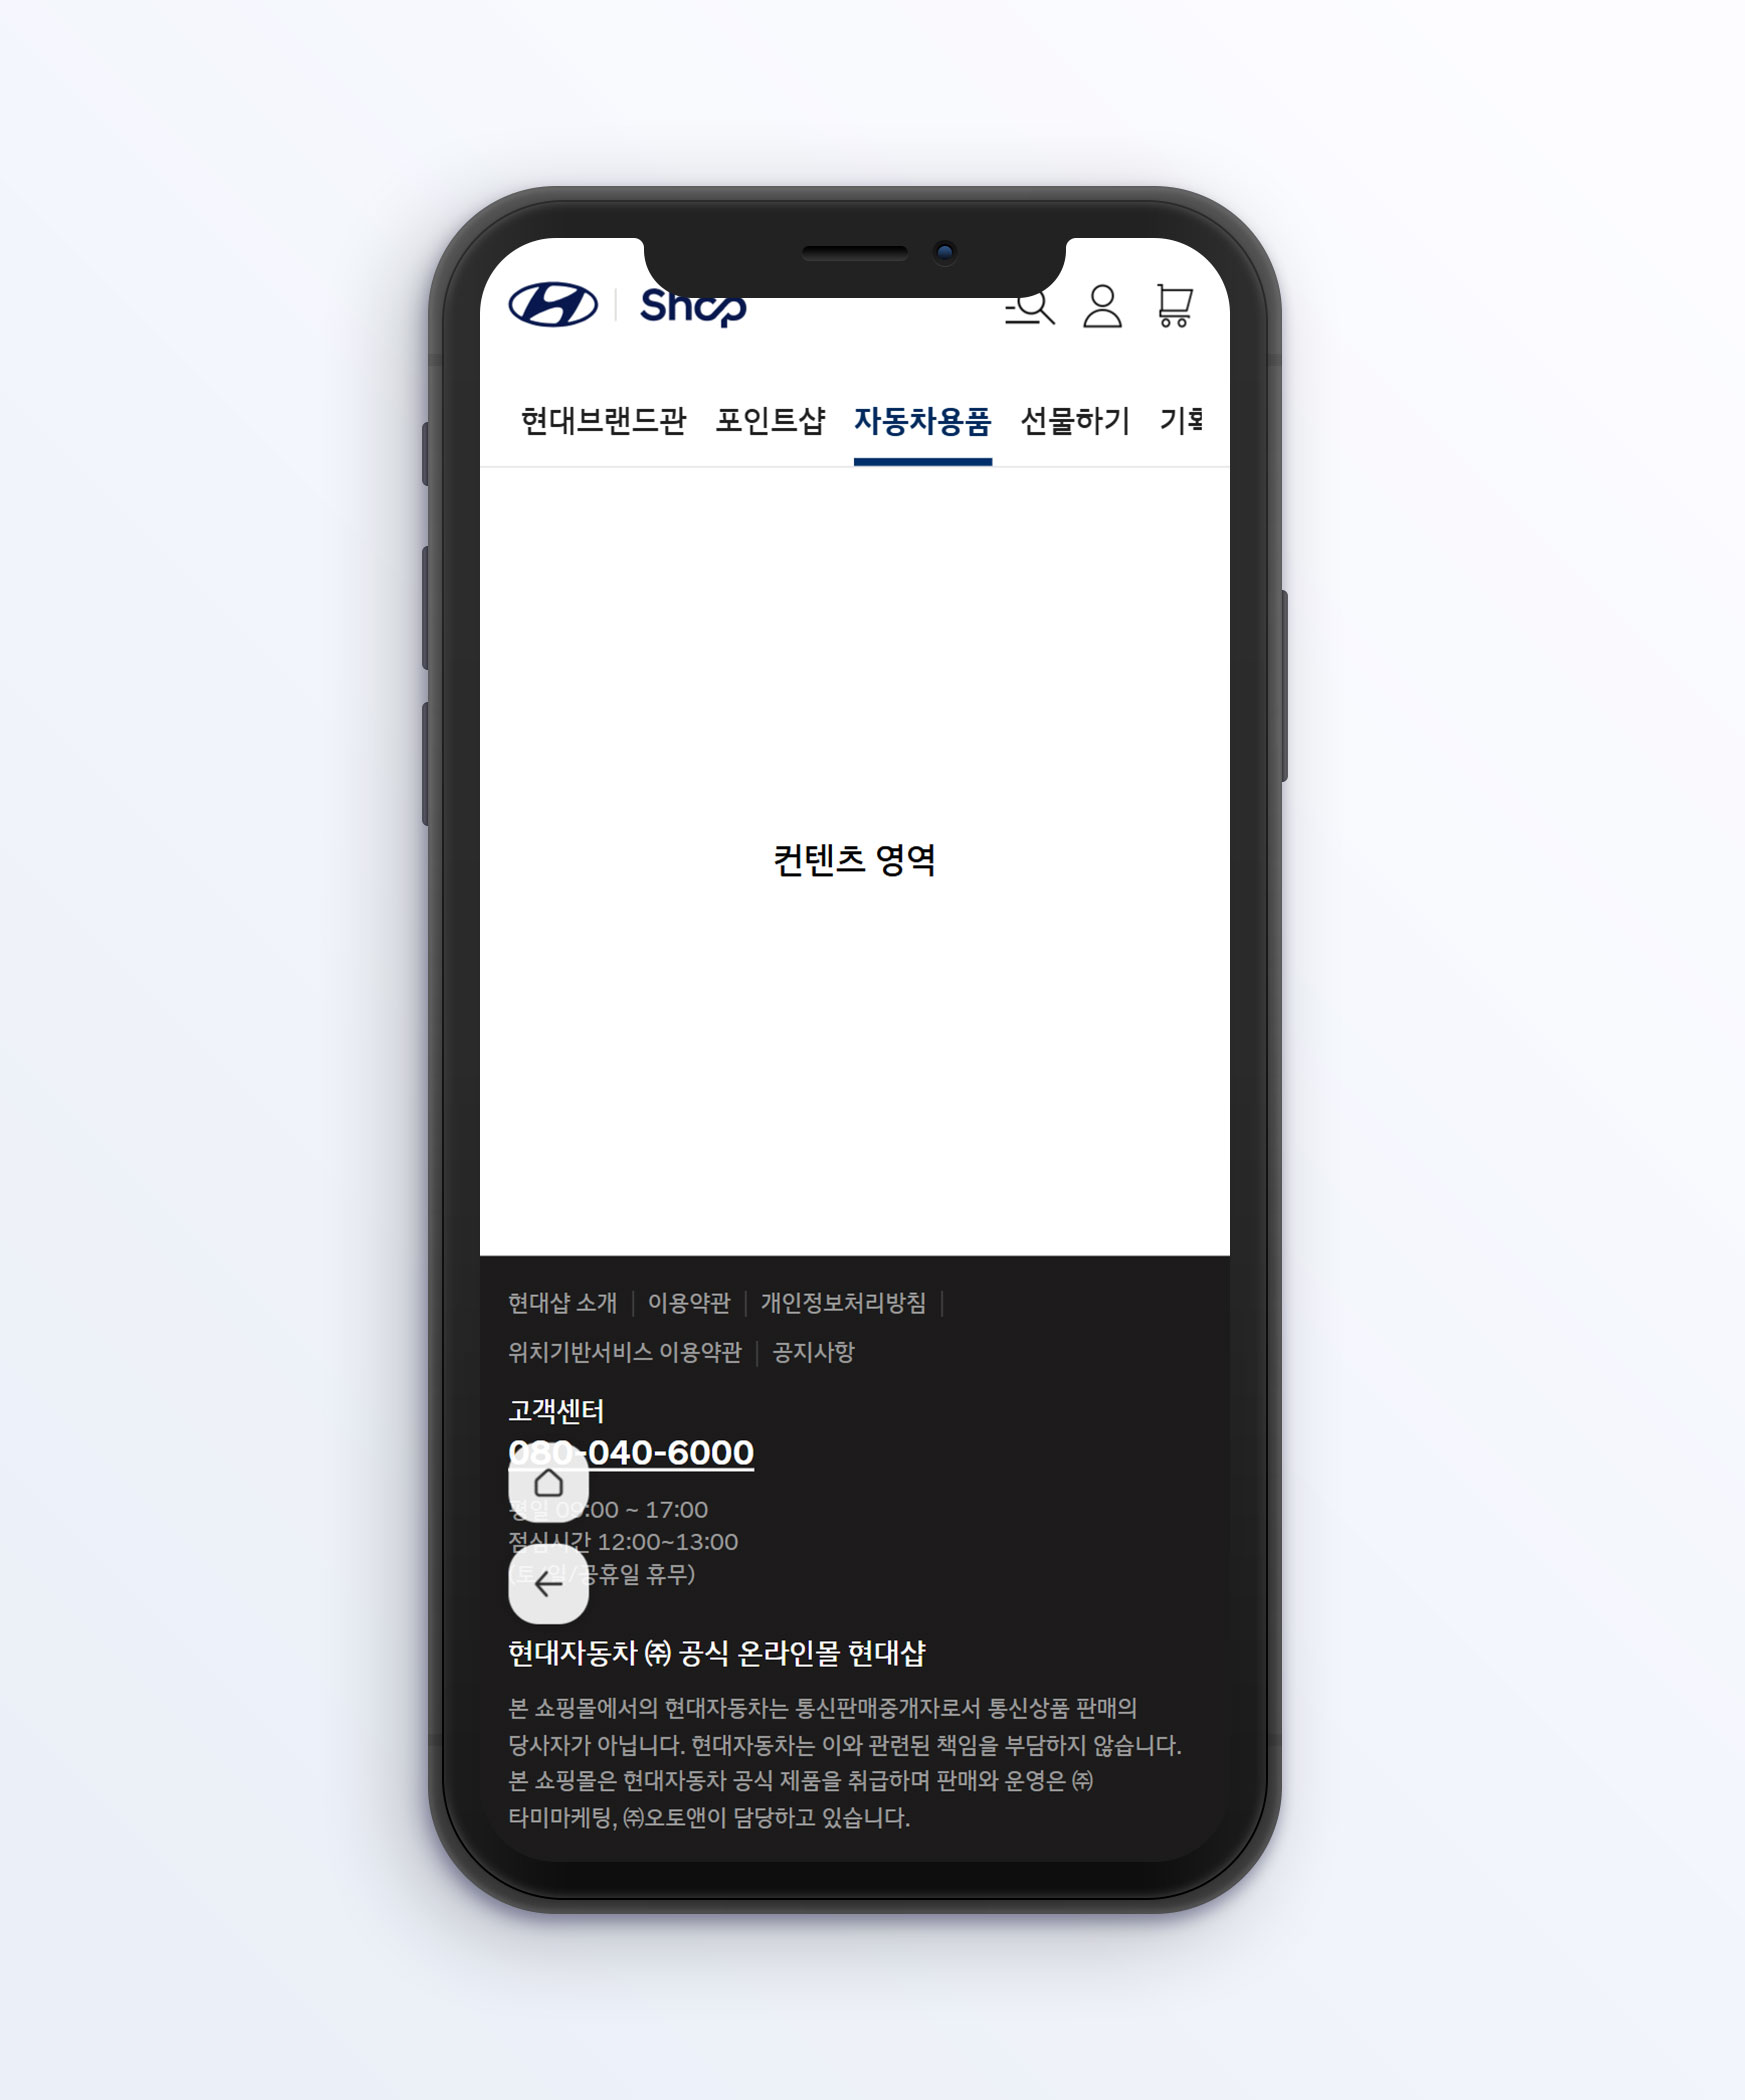 Shop
현대브랜드관 포인트샵 자동차용품 선물하기
컨텐츠 영역
현대샵 소개 | 이용약관 | 개인정보처리방침 |
위치기반서비스 이용약관 | 공지사항
고객센터
080-040-6000
평일 09:00 ~ 17:00
점심시간 12:00~13:00
(토/일/공휴일 휴무)
현대자동차 ㈜ 공식 온라인몰 현대샵
본 쇼핑몰에서의 현대자동차는 통신판매중개자로서 통신상품 판매의
당사자가 아닙니다. 현대자동차는 이와 관련된 책임을 부담하지 않습니다.
본 쇼핑몰은 현대자동차 공식 제품을 취급하며 판매와 운영은 ㈜
타미마케팅, ㈜오토앤이 담당하고 있습니다.